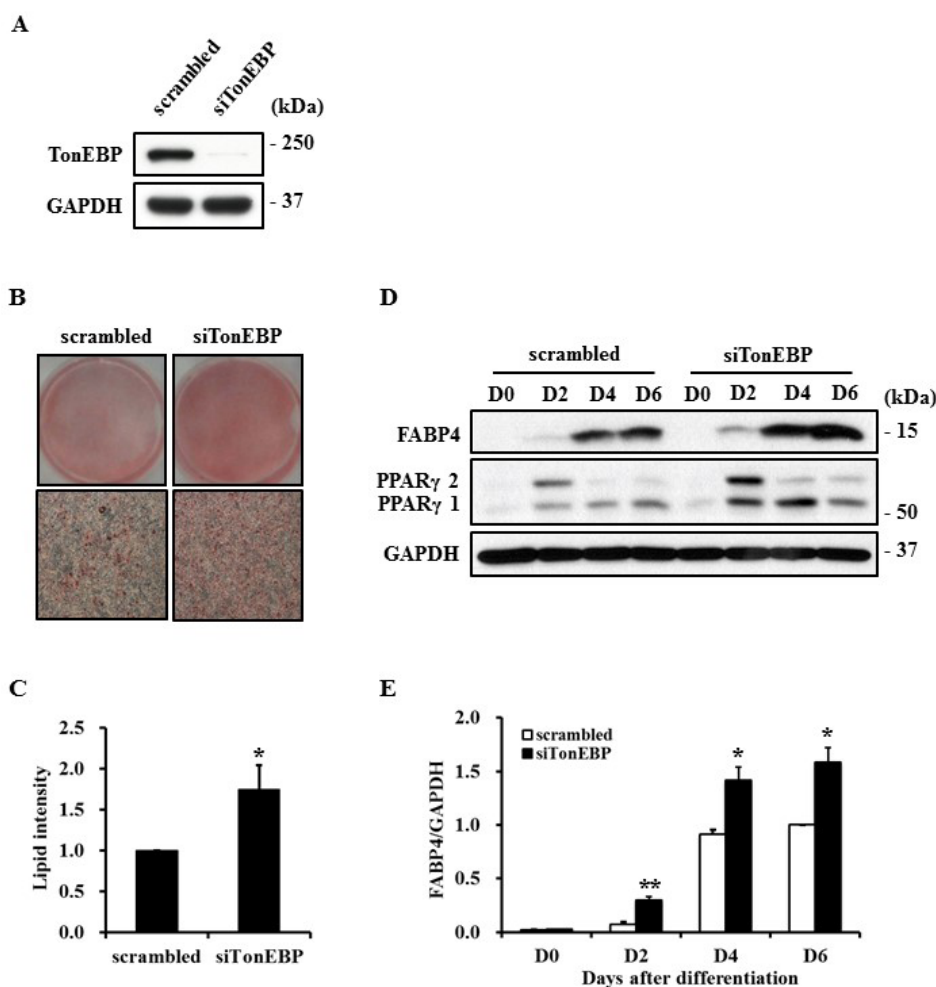 A
scrambled
siTonEBP
(kDa)
TonEBP
- 250
GAPDH
- 37
B
scrambled siTonEBP
C
Lipid intensity
2.5
2.0
1.5
1.0
0.5
0.0
*
scrambled siTonEBP
D
scrambled siTonEBP
D0 D2 D4 D6 D0 D2 D4 D6 (kDa)
FABP4 - 15
PPARγ 2
PPARγ 1 - 50
GAPDH - 37
E
FABP4/GAPDH
2.0
1.5
1.0
0.5
0.0
scrambled
siTonEBP
**
*
*
D0 D2 D4 D6
Days after differentiation